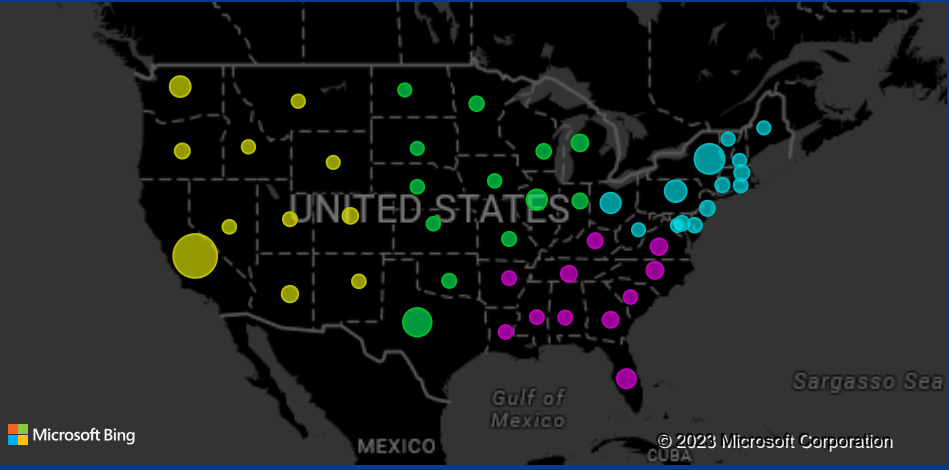 UNITED STATES
Gulf of
Mexico
Sargasso Sea
Microsoft Bing
MEXICO
© 2023 Microsoft Corporation
CUBA